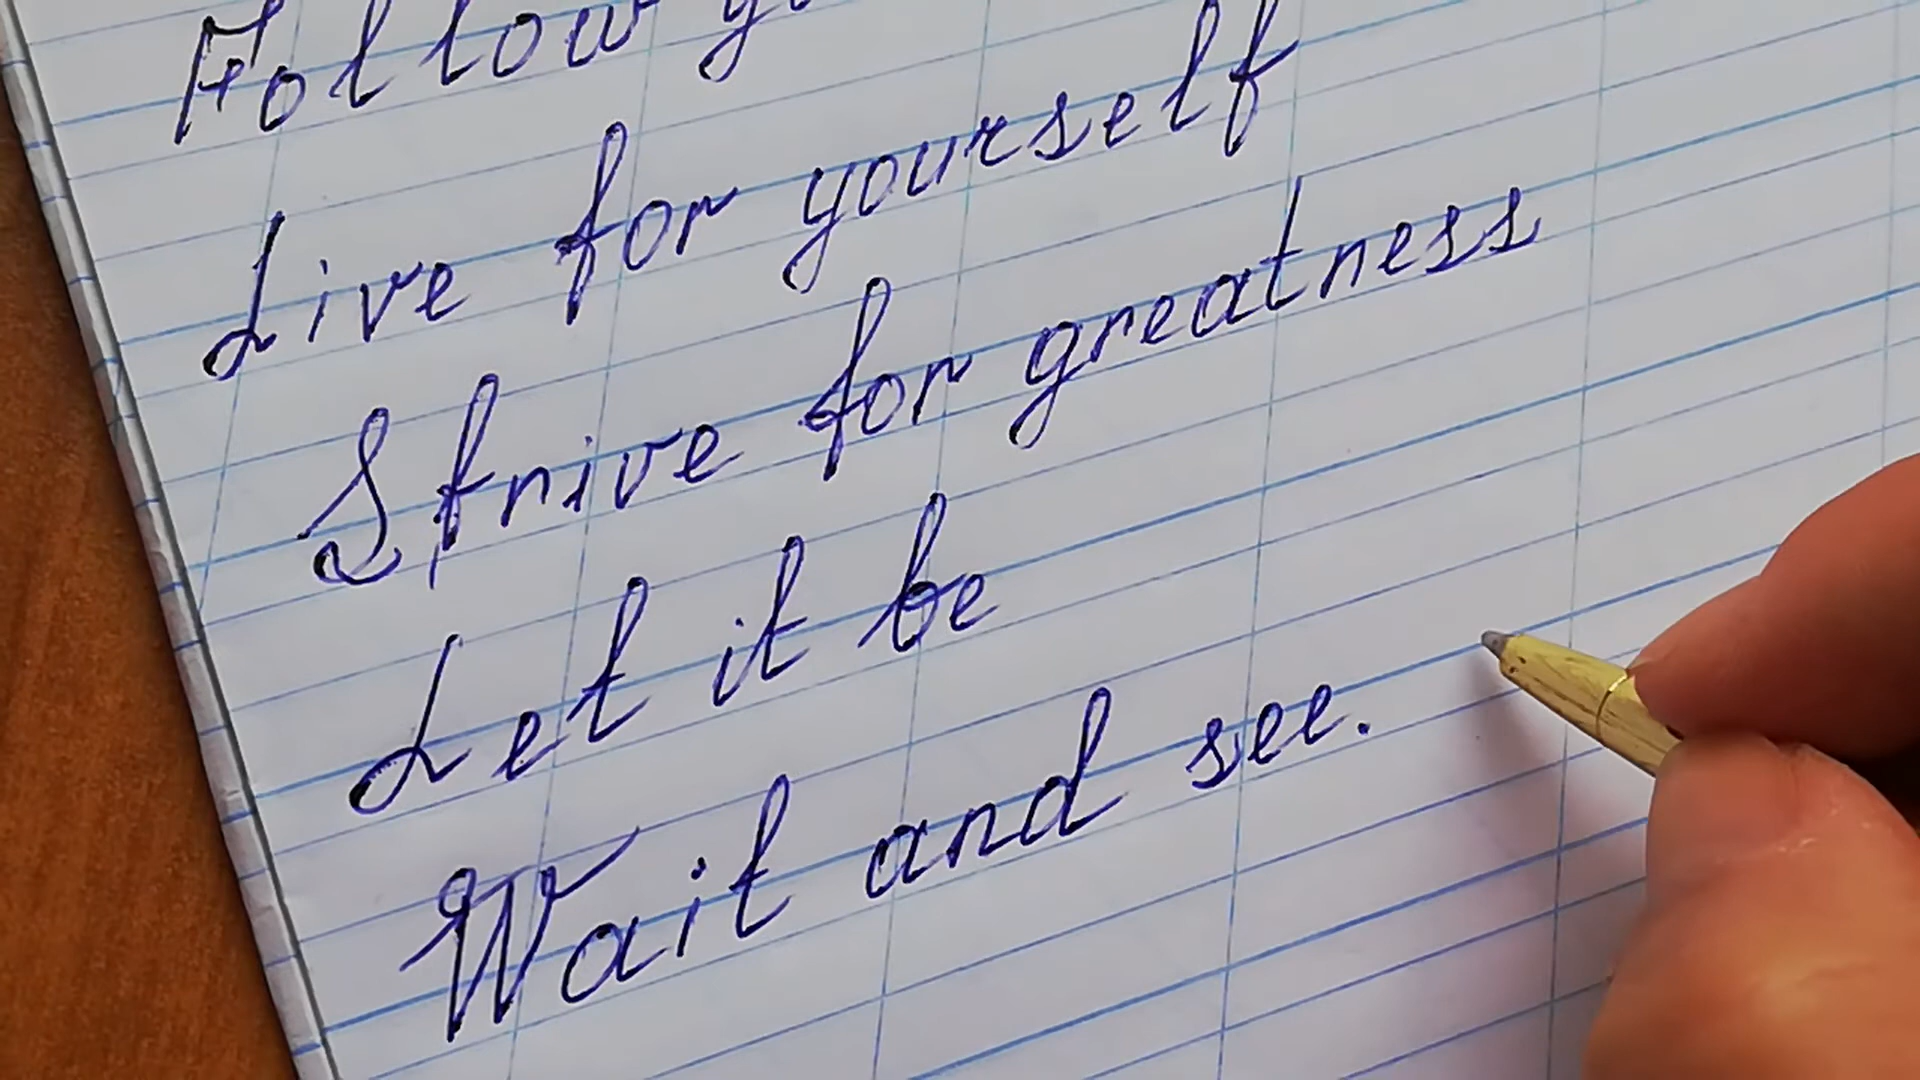 Follow
Live for yourself
Strive for greatness
Let it be
Wait and see.